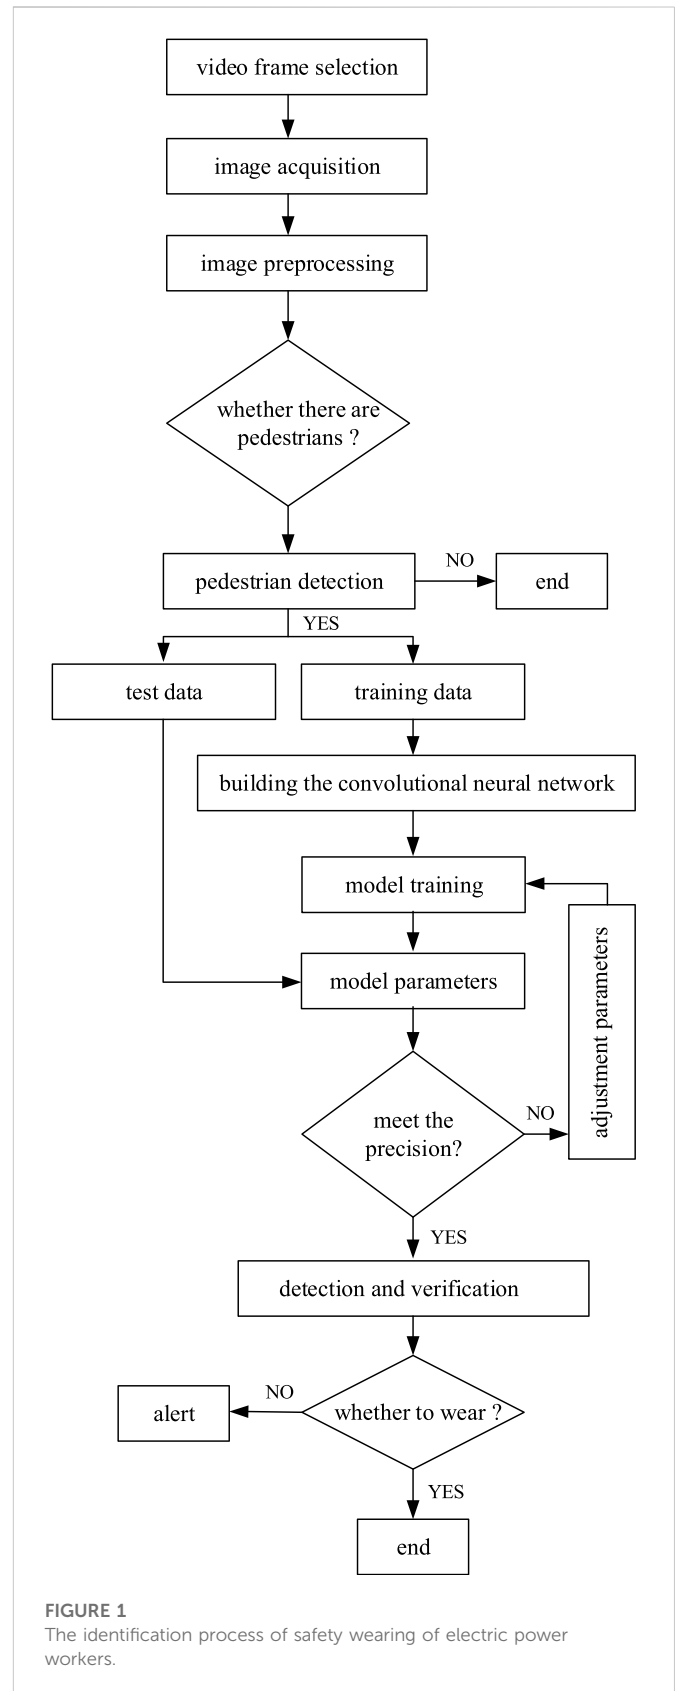 video frame selection
image acquisition
image preprocessing
whether there are
pedestrians ?
pedestrian detection
NO
end
YES
test data
training data
building the convolutional neural network
model training
adjustment parameters
model parameters
meet the
precision?
NO
YES
detection and verification
whether to wear ?
NO
alert
YES
end
FIGURE 1
The identification process of safety wearing of electric power
workers.